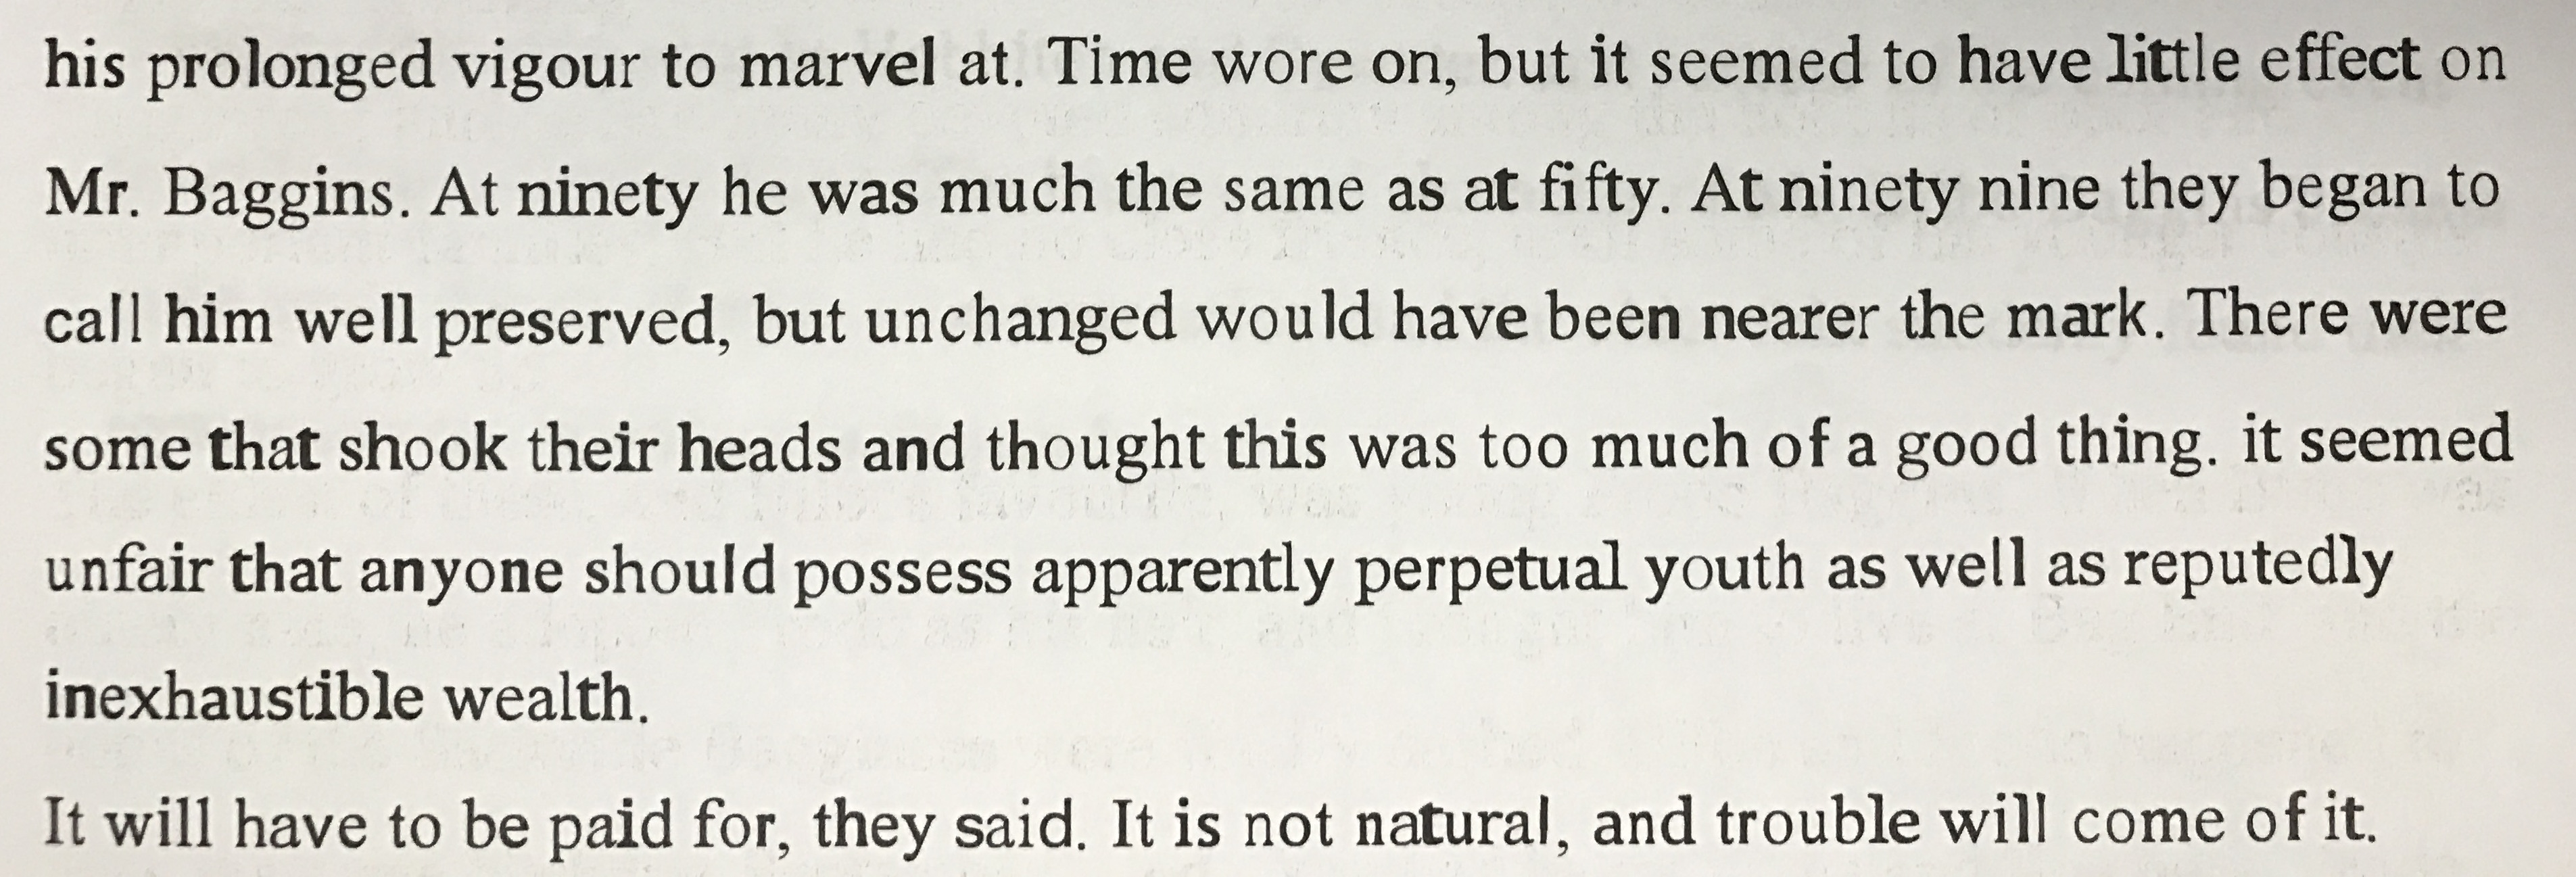 his prolonged vigour to marvel at. Time wore on, but it seemed to have little effect on
Mr. Baggins. At ninety he was much the same as at fifty. At ninety nine they began to
call him well preserved, but unchanged would have been nearer the mark. There were
some that shook their heads and thought this was too much of a good thing. it seemed
unfair that anyone should possess apparently perpetual youth as well as reputedly
inexhaustible wealth.
It will have to be paid for, they said. It is not natural, and trouble will come of it.